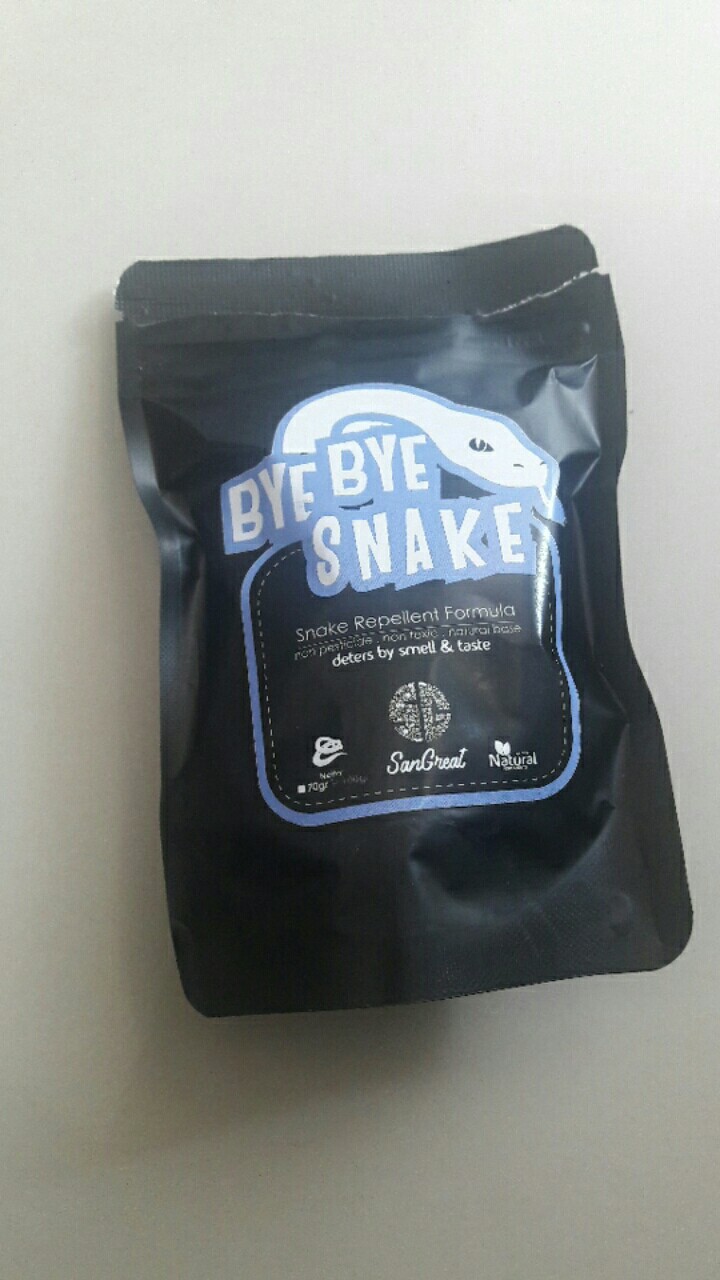 BYE BYE
SNAKE
Snake Repellent Formula
non pesticide . non toxic . natural base
deters by smell & taste
SanGreat
Natural
Netto
70gr